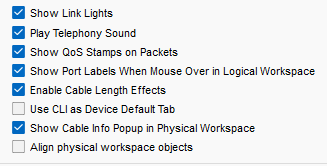 Show Link Lights
Play Telephony Sound
Show QoS Stamps on Packets
Show Port Labels When Mouse Over in Logical Workspace
Enable Cable Length Effects
Use CLI as Device Default Tab
Show Cable Info Popup in Physical Workspace
Align physical workspace objects